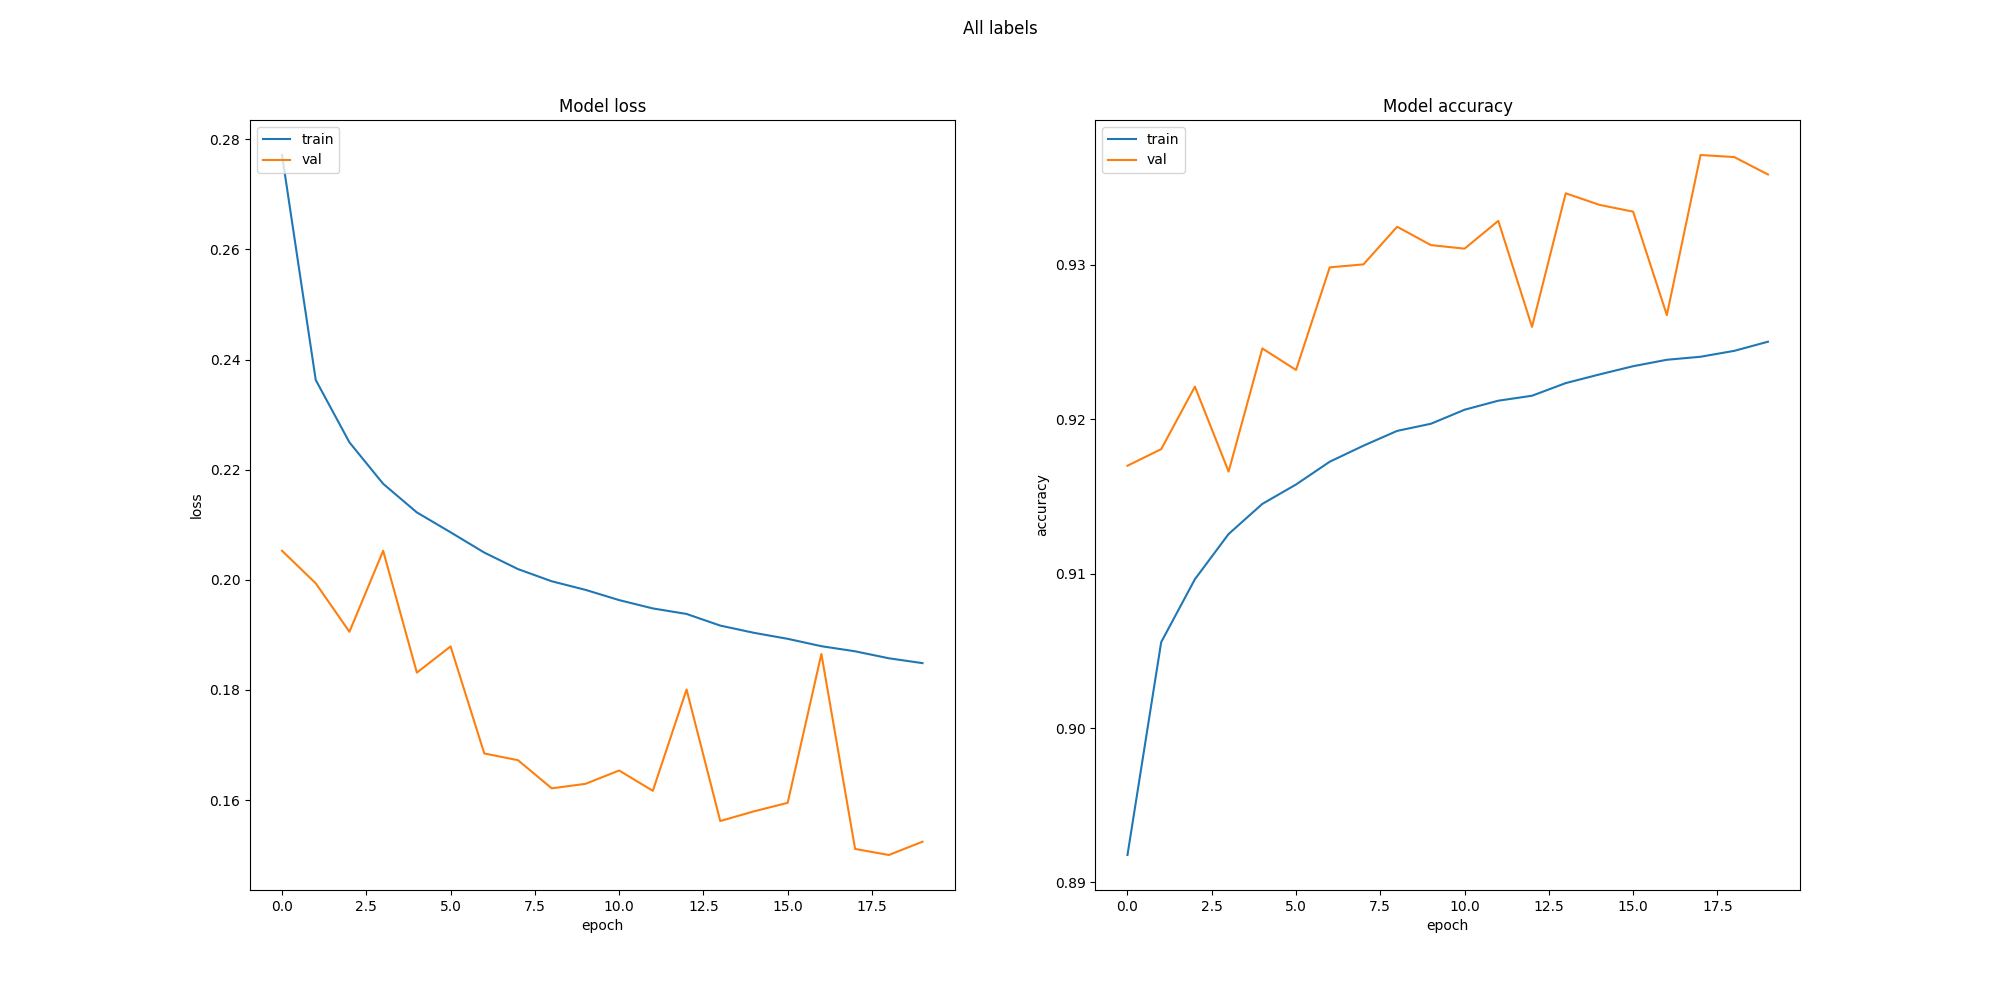 All labels
Model loss
train
val
0.28
0.26
0.24
0.22
0.20
0.18
0.16
loss
0.0 2.5 5.0 7.5 10.0 12.5 15.0 17.5
epoch
Model accuracy
train
val
0.93
0.92
0.91
0.90
0.89
accuracy
0.0 2.5 5.0 7.5 10.0 12.5 15.0 17.5
epoch